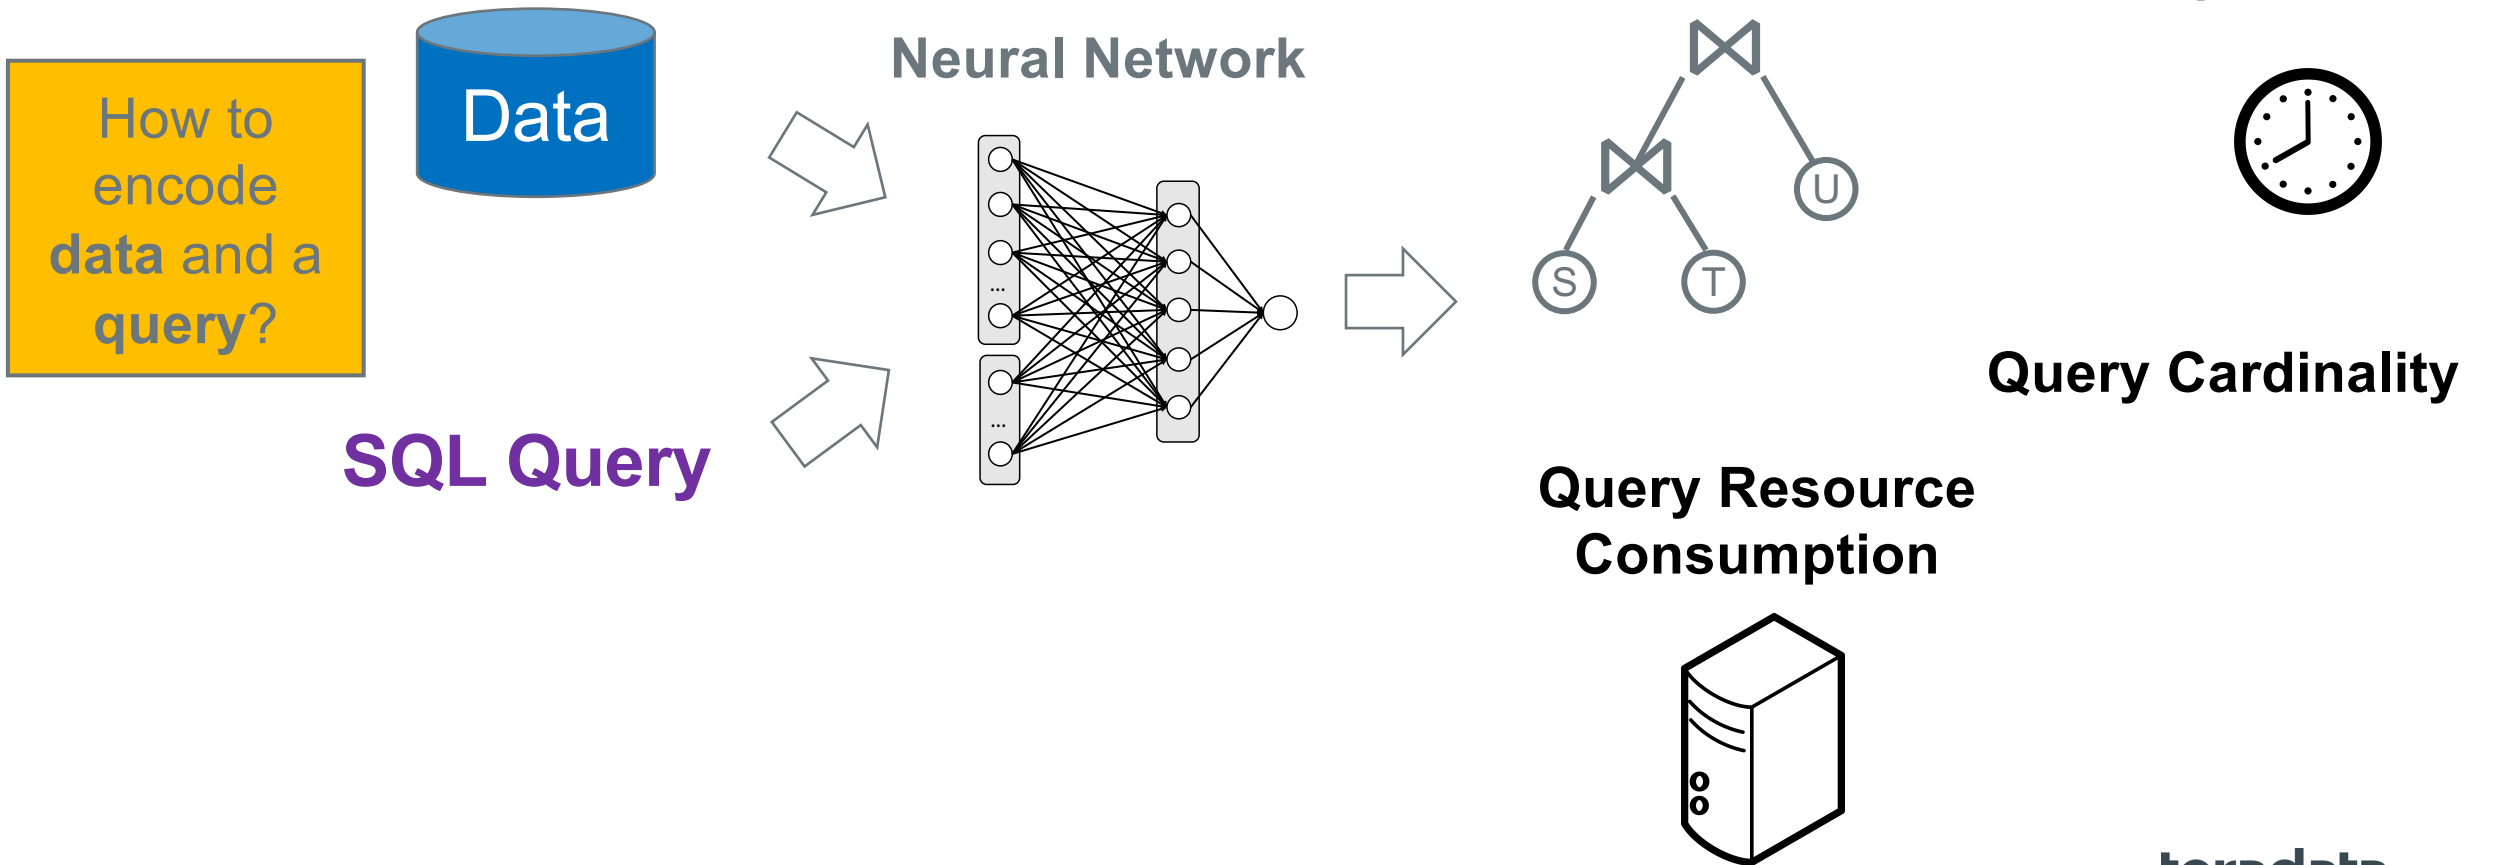 How to
encode
data and a
query?
Data
SQL Query
Neural Network
...
...
U
S
T
Query Cardinality
Query Resource
Consumption